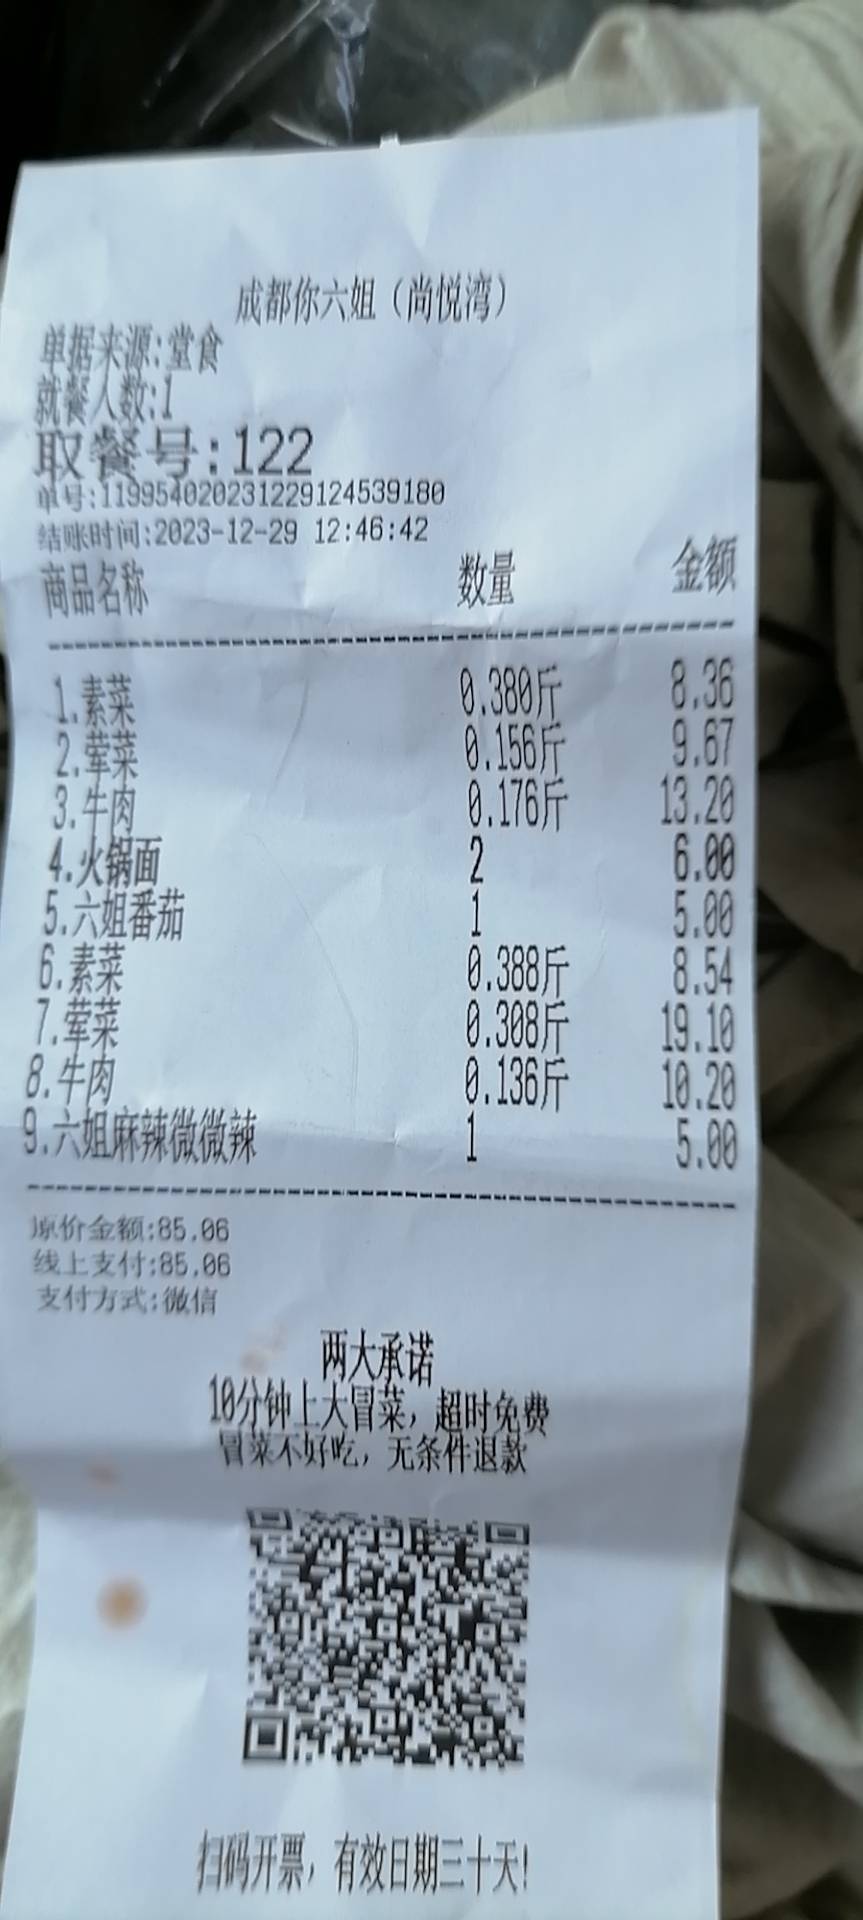 成都你六姐（尚悦湾）
单据来源:堂食
就餐人数:1
取餐号:122
单号:119954020231229124539180
结账时间:2023-12-29 12:46:42
商品名称 数量 金额
1.素菜 0.380斤 8.36
2.荤菜 0.156斤 9.67
3.牛肉 0.176斤 13.20
4.火锅面 2 6.00
5.六姐番茄 1 5.00
6.素菜 0.388斤 8.54
7.荤菜 0.308斤 19.10
8.牛肉 0.136斤 10.20
9.六姐麻辣微微辣 1 5.00
原价金额:85.06
线上支付:85.06
支付方式:微信
两大承诺
10分钟上大冒菜，超时免费
冒菜不好吃，无条件退款
扫码开票，有效日期三十天!